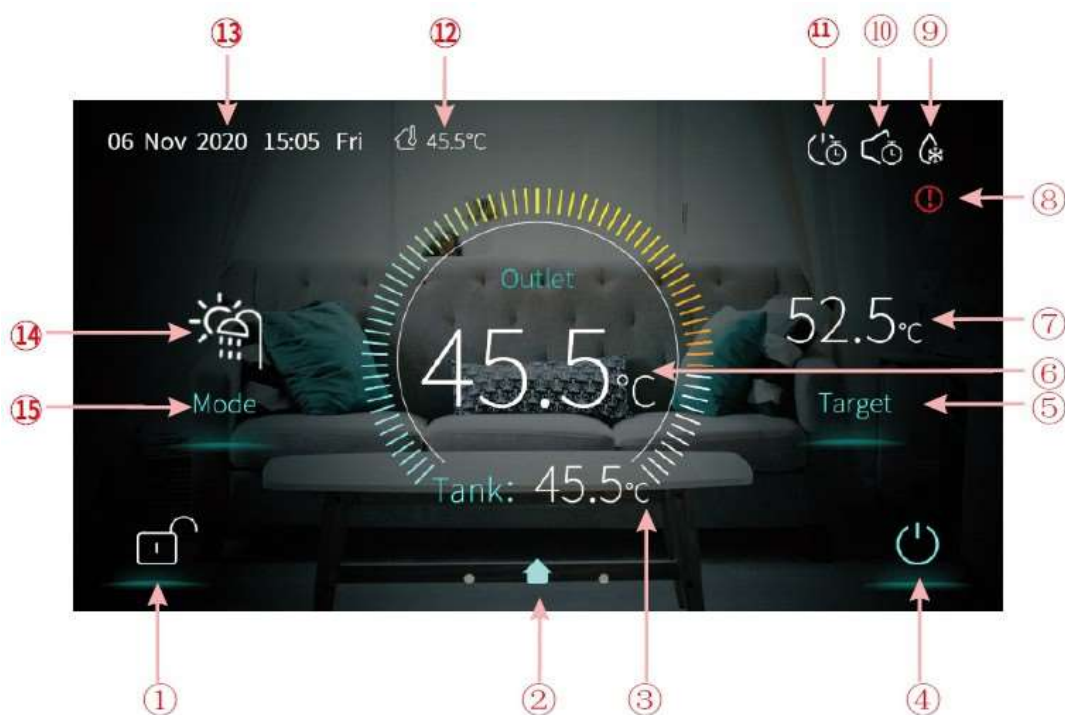 ⑬ ⑫ ⑪ ⑩ ⑨
06 Nov 2020 15:05 Fri 45.5°C
⑧
Outlet
⑭ 52.5°C ⑦
45.5°C ⑥
⑮ Mode Target ⑤
Tank: 45.5°C
① ② ③ ④